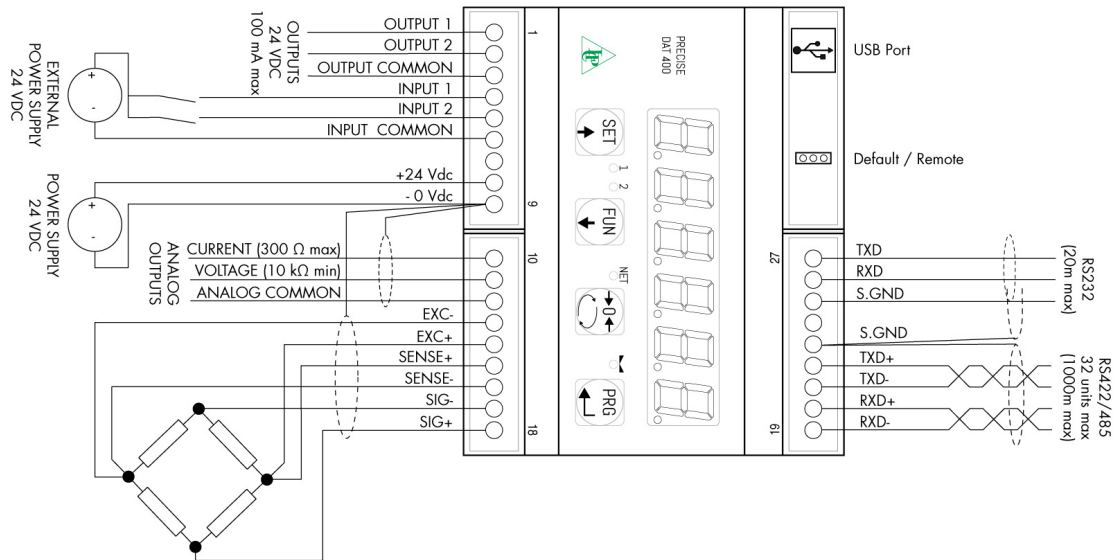 OUTPUTS
24 VDC
100 mA max
OUTPUT 1
OUTPUT 2
OUTPUT COMMON
INPUT 1
INPUT 2
INPUT COMMON
EXTERNAL
POWER SUPPLY
24 VDC
+
-
+24 Vdc
- 0 Vdc
POWER SUPPLY
24 VDC
+
-
ANALOG
OUTPUTS
CURRENT (300 Ω max)
VOLTAGE (10 kΩ min)
ANALOG COMMON
EXC-
EXC+
SENSE+
SENSE-
SIG-
SIG+
1
9
10
18
PRECISE
DAT 400
SET
1
2
FUN
NET
0
PRG
USB Port
Default / Remote
27
19
TXD
RXD
S.GND
RS232
(20m max)
S.GND
TXD+
TXD-
RXD+
RXD-
RS422/485
32 units max
(1000m max)